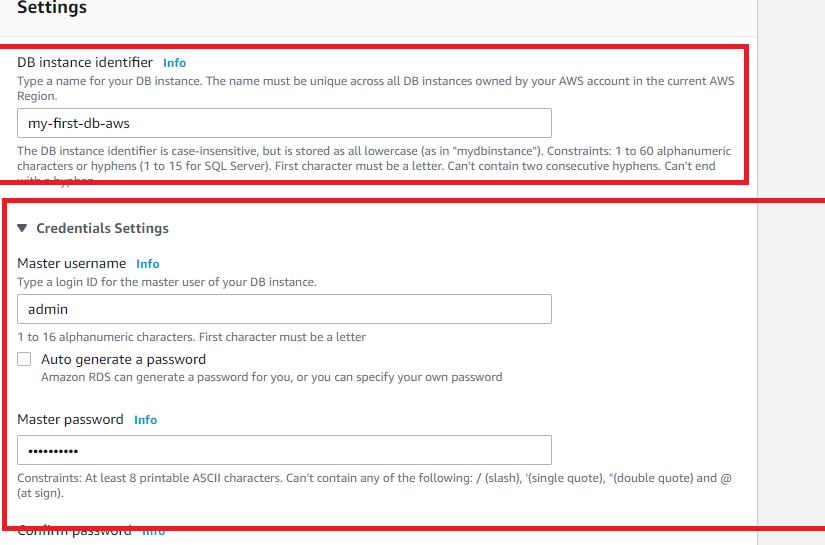 Settings
DB instance identifier Info
Type a name for your DB instance. The name must be unique across all DB instances owned by your AWS account in the current AWS
Region.
my-first-db-aws
The DB instance identifier is case-insensitive, but is stored as all lowercase (as in "mydbinstance"). Constraints: 1 to 60 alphanumeric
characters or hyphens (1 to 15 for SQL Server). First character must be a letter. Can't contain two consecutive hyphens. Can't end
with a hyphen.
Credentials Settings
Master username Info
Type a login ID for the master user of your DB instance.
admin
1 to 16 alphanumeric characters. First character must be a letter
Auto generate a password
Amazon RDS can generate a password for you, or you can specify your own password
Master password Info
••••••••••
Constraints: At least 8 printable ASCII characters. Can't contain any of the following: / (slash), '(single quote), "(double quote) and @
(at sign).
Confirm password Info